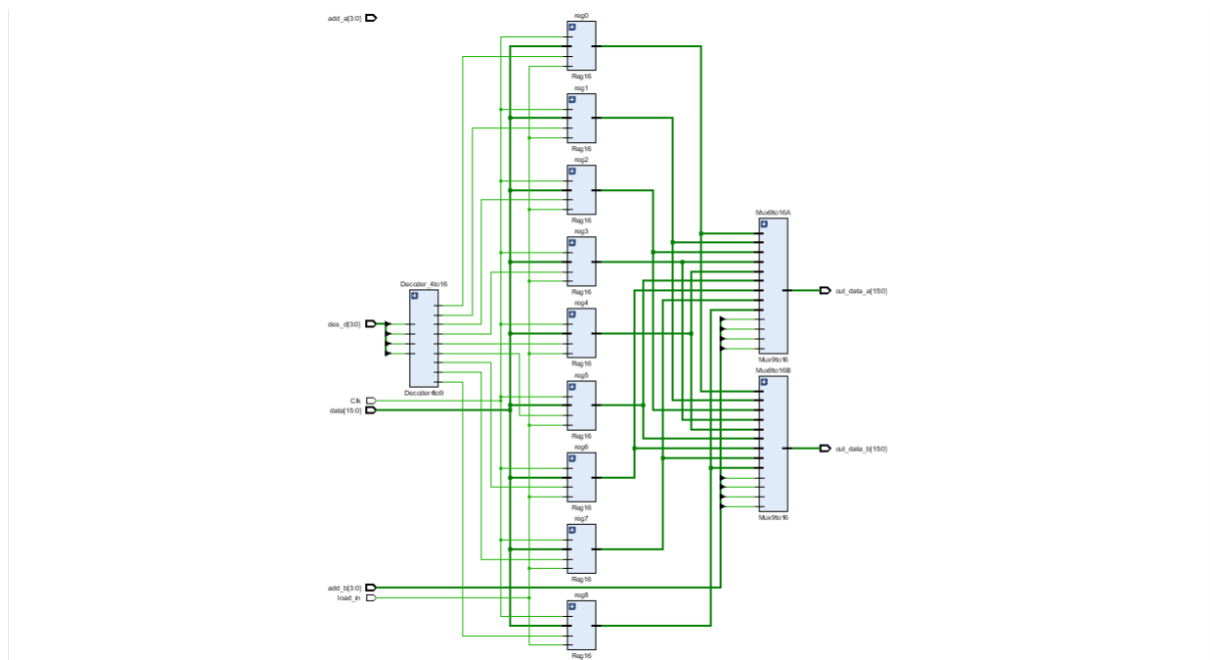 add_a[3:0]
reg0
Reg16
reg1
Reg16
reg2
Reg16
Mux9to16A
reg3
Reg16
Decoder_4to16
out_data_a[15:0]
reg4
des_d[3:0]
Mux9to16
Reg16
Mux9to16B
reg5
Decoder4to9
Clk
data[15:0]
Reg16
reg6
out_data_b[15:0]
Reg16
reg7
Mux9to16
Reg16
add_b[3:0]
load_in
reg8
Reg16